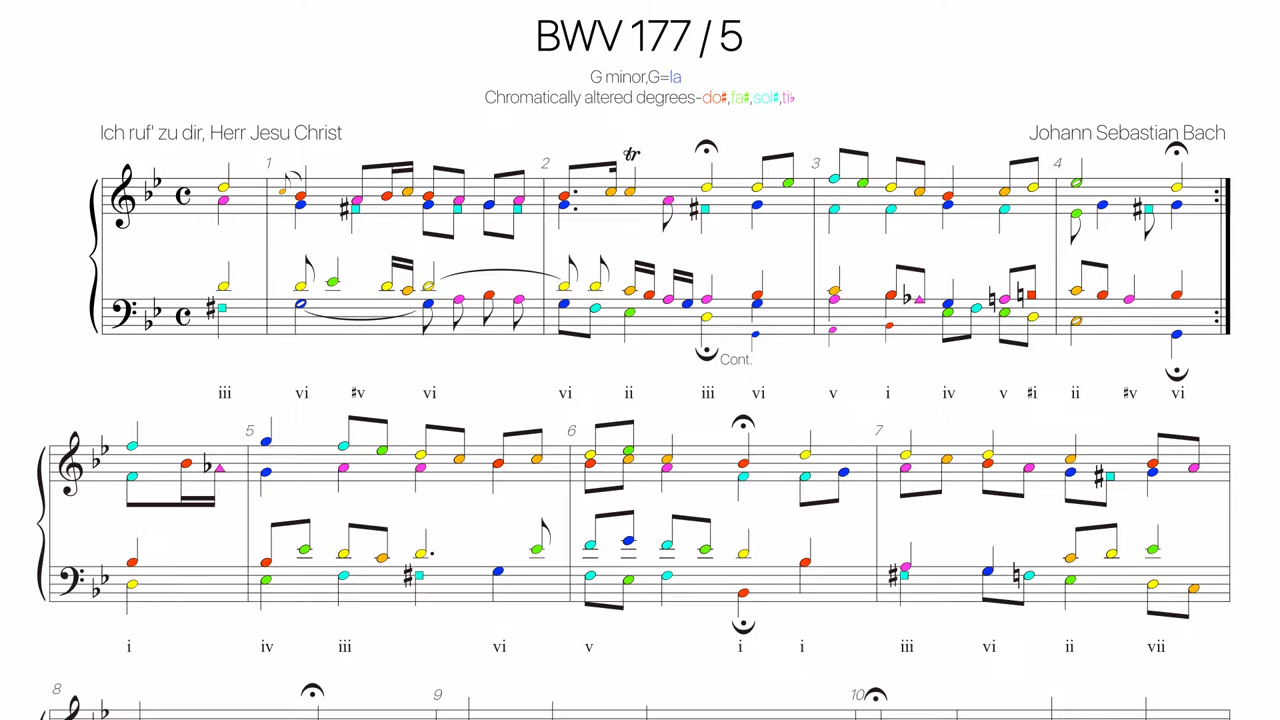 BWV 177 / 5
G minor,G=la
Chromatically altered degrees-do♯,fa♯,sol♯,ti♭
Ich ruf' zu dir, Herr Jesu Christ
Johann Sebastian Bach
1 2 tr 3 4
Cont.
iii vi ♯v vi vi ii iii vi v i iv v ♯i ii ♯v vi
5 6 7
i iv iii vi v i i iii vi ii vii
8 9 10